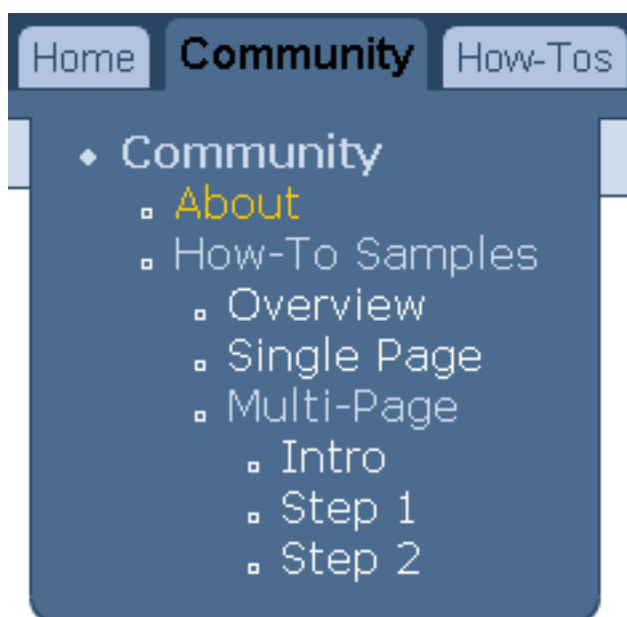 Home Community How-Tos
Community
About
How-To Samples
Overview
Single Page
Multi-Page
Intro
Step 1
Step 2